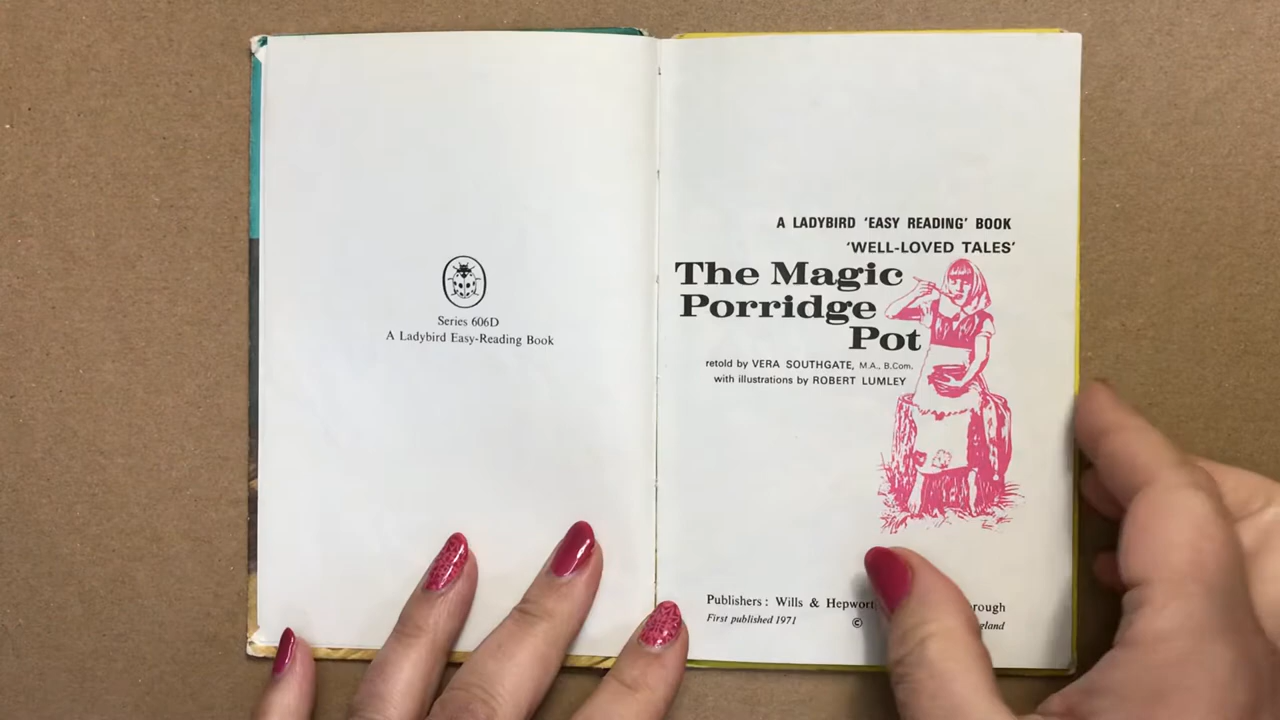 Series 606D
A Ladybird Easy-Reading Book
A LADYBIRD ‘EASY READING’ BOOK
‘WELL-LOVED TALES’
The Magic
Porridge
Pot
retold by VERA SOUTHGATE, M.A., B.Com.
with illustrations by ROBERT LUMLEY
Publishers: Wills &
First published 1971
©